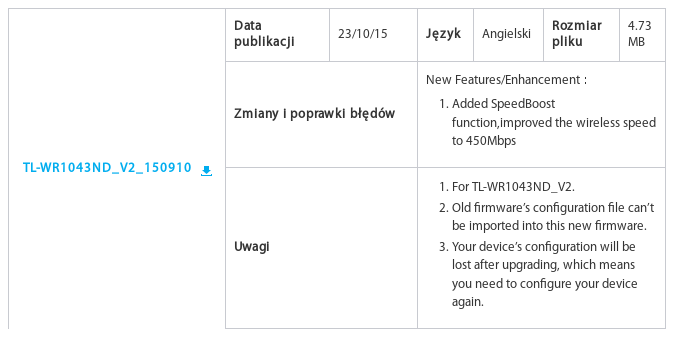 TL-WR1043ND_V2_150910
Data
publikacji
23/10/15
Język
Angielski
Rozmiar
pliku
4.73
MB
Zmiany i poprawki błędów
New Features/Enhancement :
1. Added SpeedBoost
function,improved the wireless speed
to 450Mbps
Uwagi
1. For TL-WR1043ND_V2.
2. Old firmware's configuration file can't
be imported into this new firmware.
3. Your device's configuration will be
lost after upgrading, which means
you need to configure your device
again.